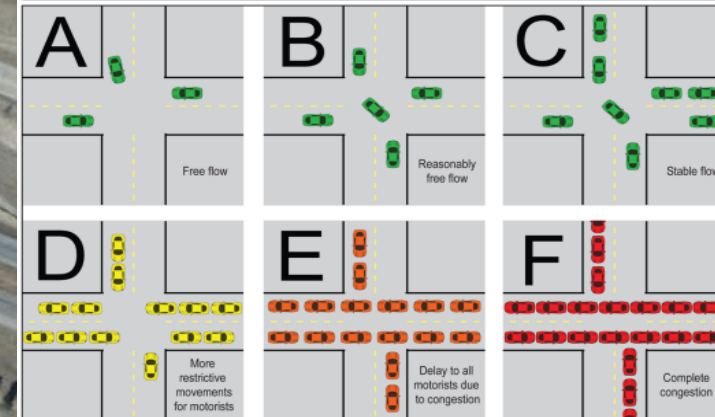 A
Free flow
B
Reasonably
free flow
C
Stable flow
D
More
restrictive
movements
for motorists
E
Delay to all
motorists due
to congestion
F
Complete
congestion